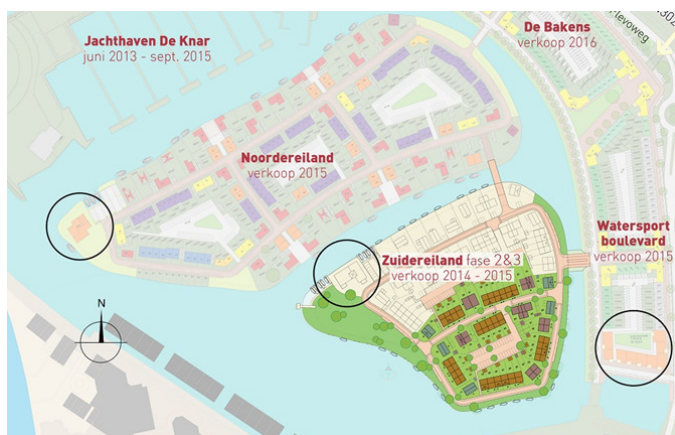 Jachthaven De Knar
juni 2013 - sept. 2015
De Bakens
verkoop 2016
Noordereiland
verkoop 2015
Watersport
boulevard
verkoop 2015
Zuidereiland fase 2&3
verkoop 2014 - 2015
N